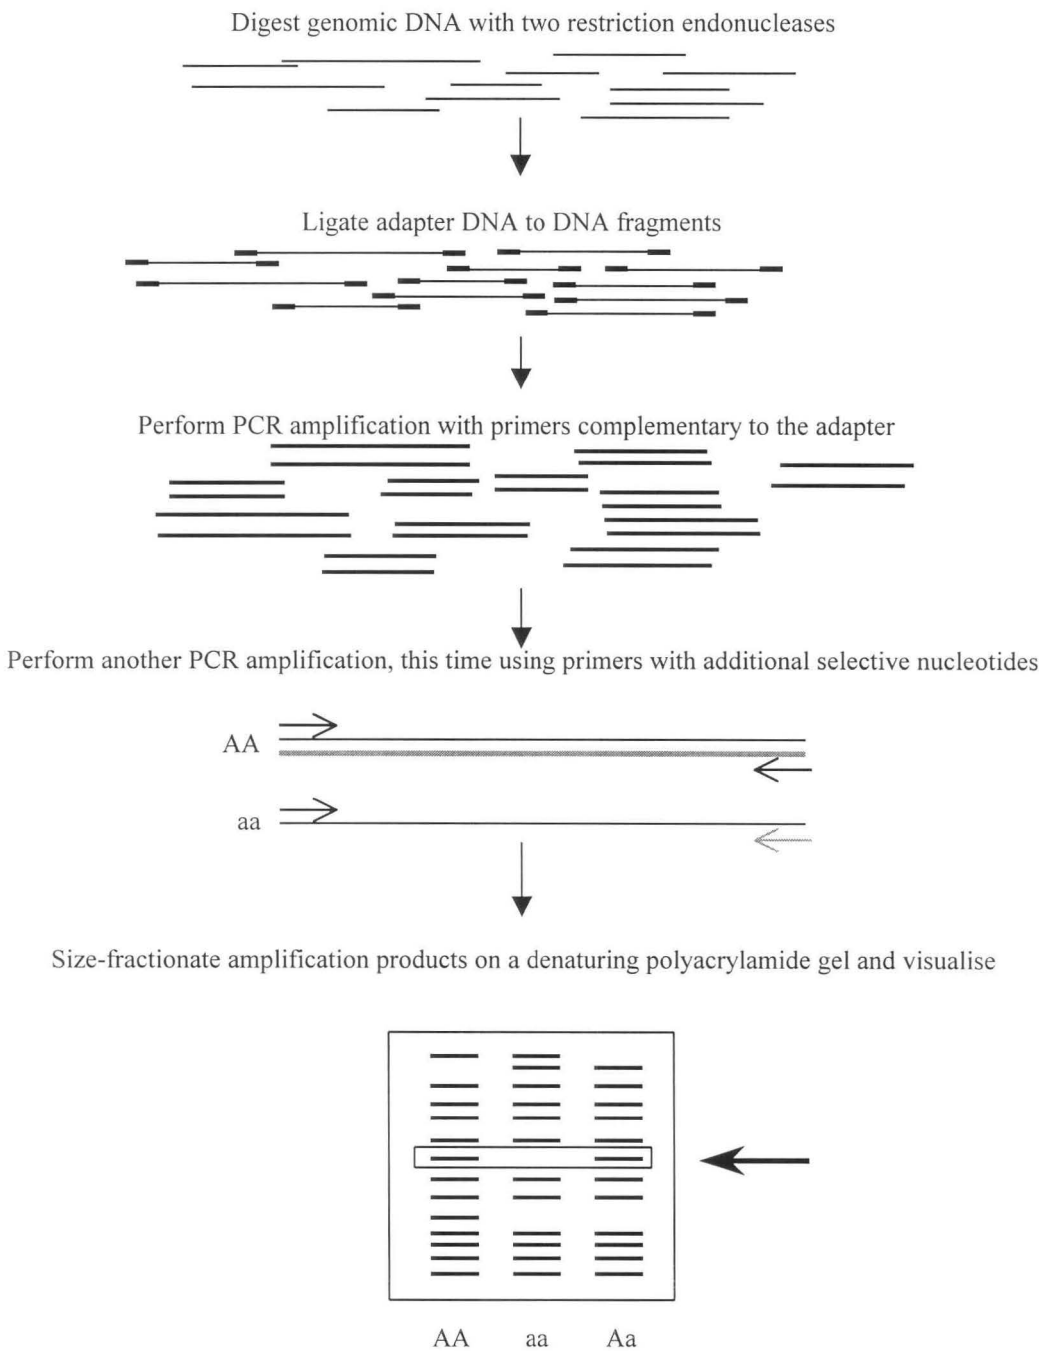 Digest genomic DNA with two restriction endonucleases
Ligate adapter DNA to DNA fragments
Perform PCR amplification with primers complementary to the adapter
Perform another PCR amplification, this time using primers with additional selective nucleotides
AA
aa
Size-fractionate amplification products on a denaturing polyacrylamide gel and visualise
AA aa Aa